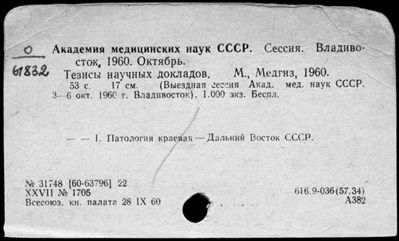 0
61832
Академия медицинских наук СССР. Сессия. Владиво-
сток, 1960. Октябрь.
Тезисы научных докладов. М., Медгиз, 1960.
53 с. 17 см. (Выездная сессия Акад. мед. наук СССР.
3—6 окт. 1960 г. Владивосток). 1.000 экз. Беспл.
— — 1. Патология краевая — Дальний Восток СССР.
№ 31748 [60-63796] 22
XXVII № 1705
Всесоюз. кн. палата 28 IX 60
616.9-036(57.34)
А382